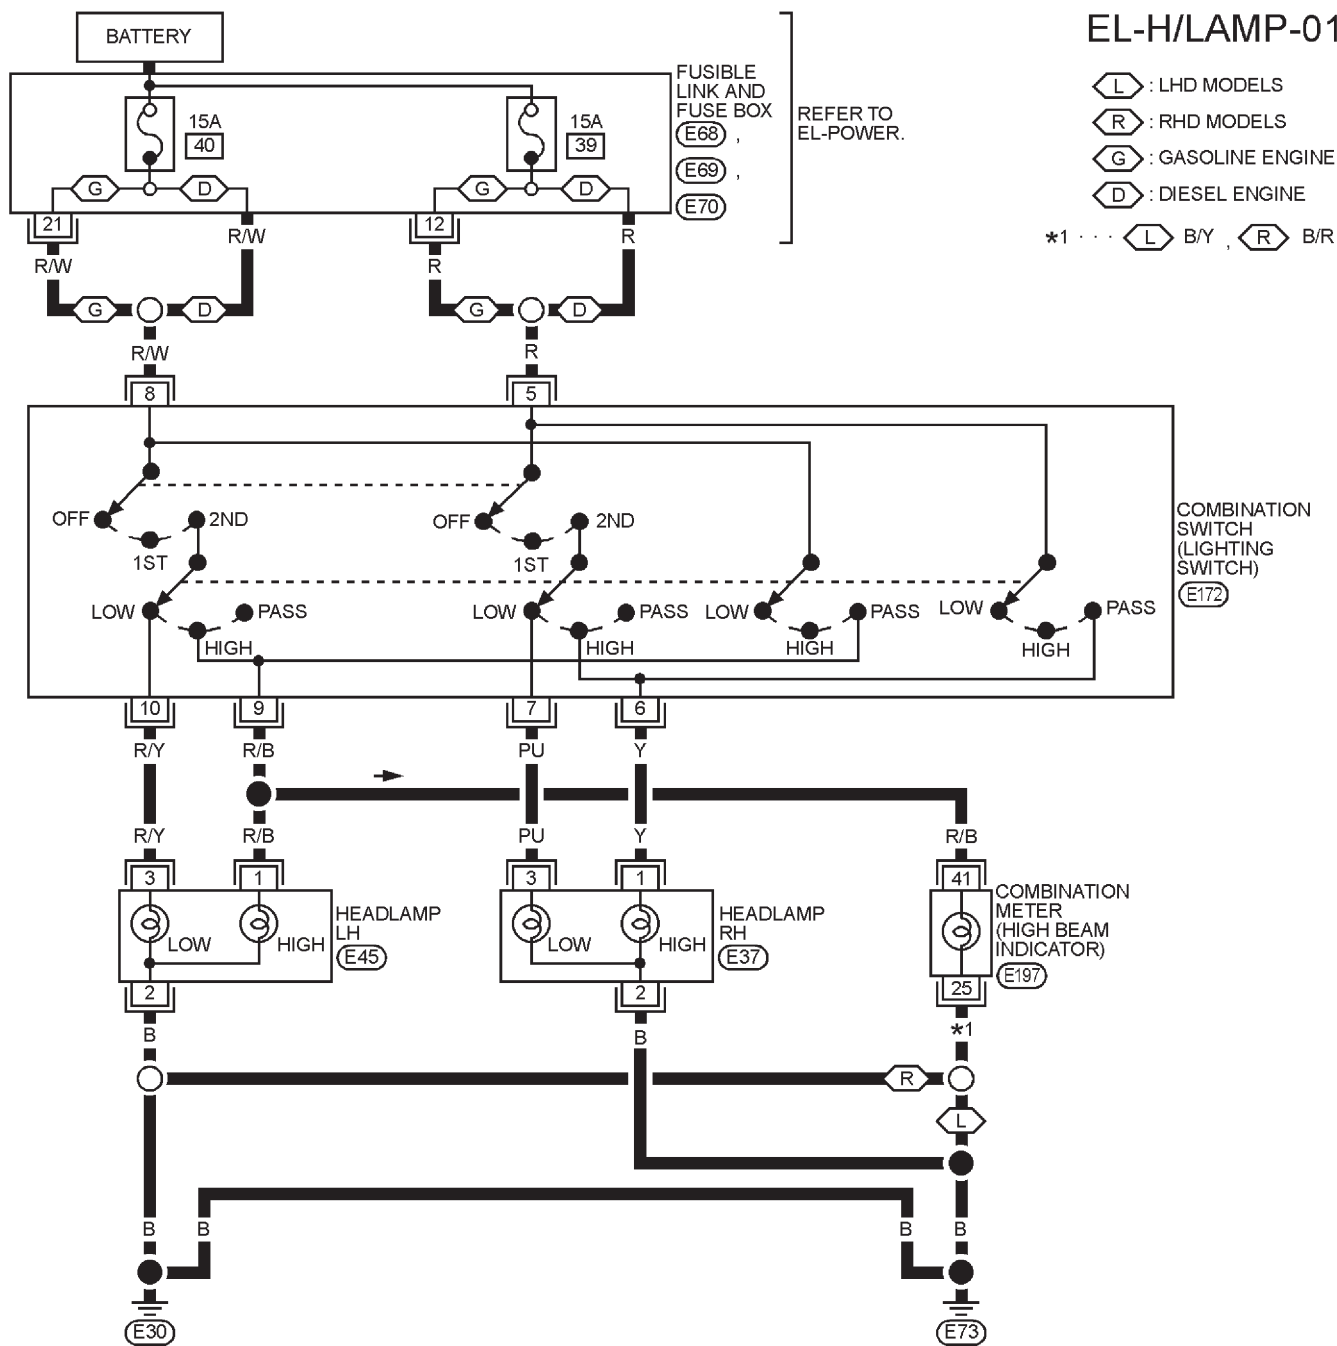 EL-H/LAMP-01
BATTERY
FUSIBLE
LINK AND
FUSE BOX
E68 ,
E69 ,
E70
REFER TO
EL-POWER.
L : LHD MODELS
R : RHD MODELS
G : GASOLINE ENGINE
D : DIESEL ENGINE
*1 · · · L B/Y , R B/R
15A
40
15A
39
G D G D
21 R/W 12 R
R/W R
G D G D
R/W R
8 5
OFF 2ND OFF 2ND
1ST 1ST
COMBINATION
SWITCH
(LIGHTING
SWITCH)
E172
LOW PASS LOW PASS LOW PASS LOW PASS
HIGH HIGH HIGH HIGH
10 9 7 6
R/Y R/B PU Y
R/Y R/B PU Y R/B
3 1 3 1 41
LOW HIGH
HEADLAMP
LH
E45
LOW HIGH
HEADLAMP
RH
E37
COMBINATION
METER
(HIGH BEAM
INDICATOR)
E197
2 2 25
B B *1
R
L
B B B B
E30 E73